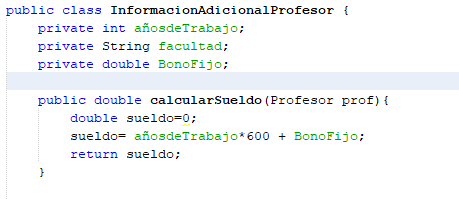 public class InformacionAdicionalProfesor {
private int añosdeTrabajo;
private String facultad;
private double BonoFijo;
public double calcularSueldo(Profesor prof){
double sueldo=0;
sueldo= añosdeTrabajo*600 + BonoFijo;
return sueldo;
}